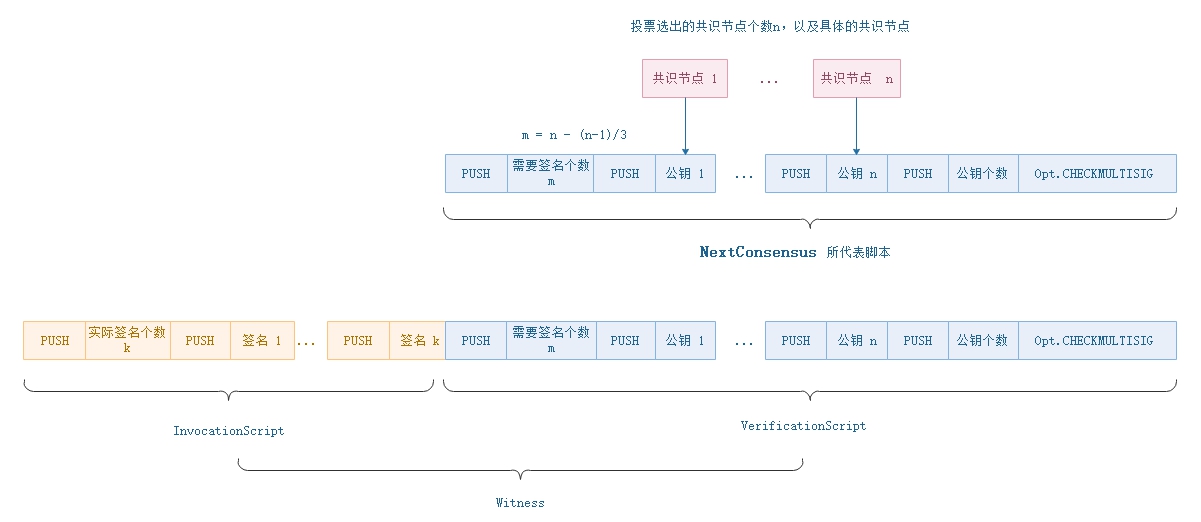 投票选出的共识节点个数n，以及具体的共识节点
共识节点 1 ... 共识节点 n
m = n - (n-1)/3
PUSH 需要签名个数 m PUSH 公钥 1 ... PUSH 公钥 n PUSH 公钥个数 Opt.CHECKMULTISIG
NextConsensus 所代表脚本
PUSH 实际签名个数 k PUSH 签名 1 ... PUSH 签名 k PUSH 需要签名个数 m PUSH 公钥 1 ... PUSH 公钥 n PUSH 公钥个数 Opt.CHECKMULTISIG
InvocationScript
VerificationScript
Witness